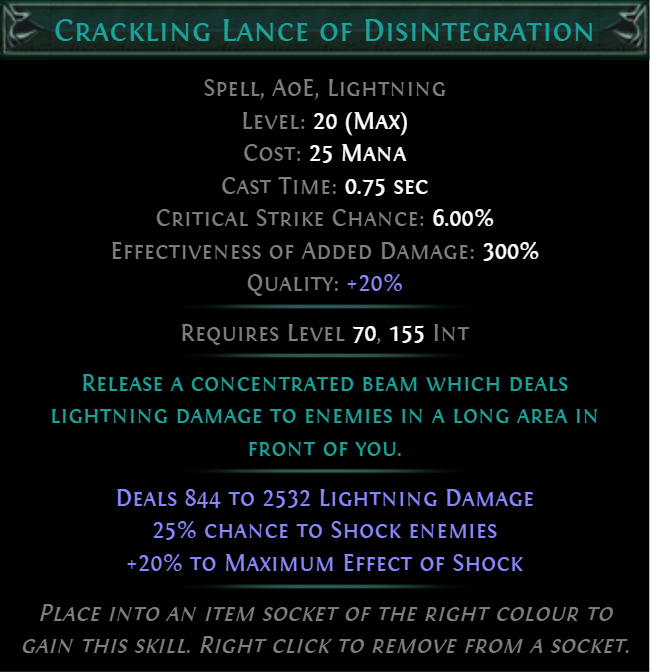 Crackling Lance of Disintegration
Spell, AoE, Lightning
Level: 20 (Max)
Cost: 25 Mana
Cast Time: 0.75 sec
Critical Strike Chance: 6.00%
Effectiveness of Added Damage: 300%
Quality: +20%
Requires Level 70, 155 Int
Release a concentrated beam which deals
lightning damage to enemies in a long area in
front of you.
Deals 844 to 2532 Lightning Damage
25% chance to Shock enemies
+20% to Maximum Effect of Shock
Place into an item socket of the right colour to
gain this skill. Right click to remove from a socket.